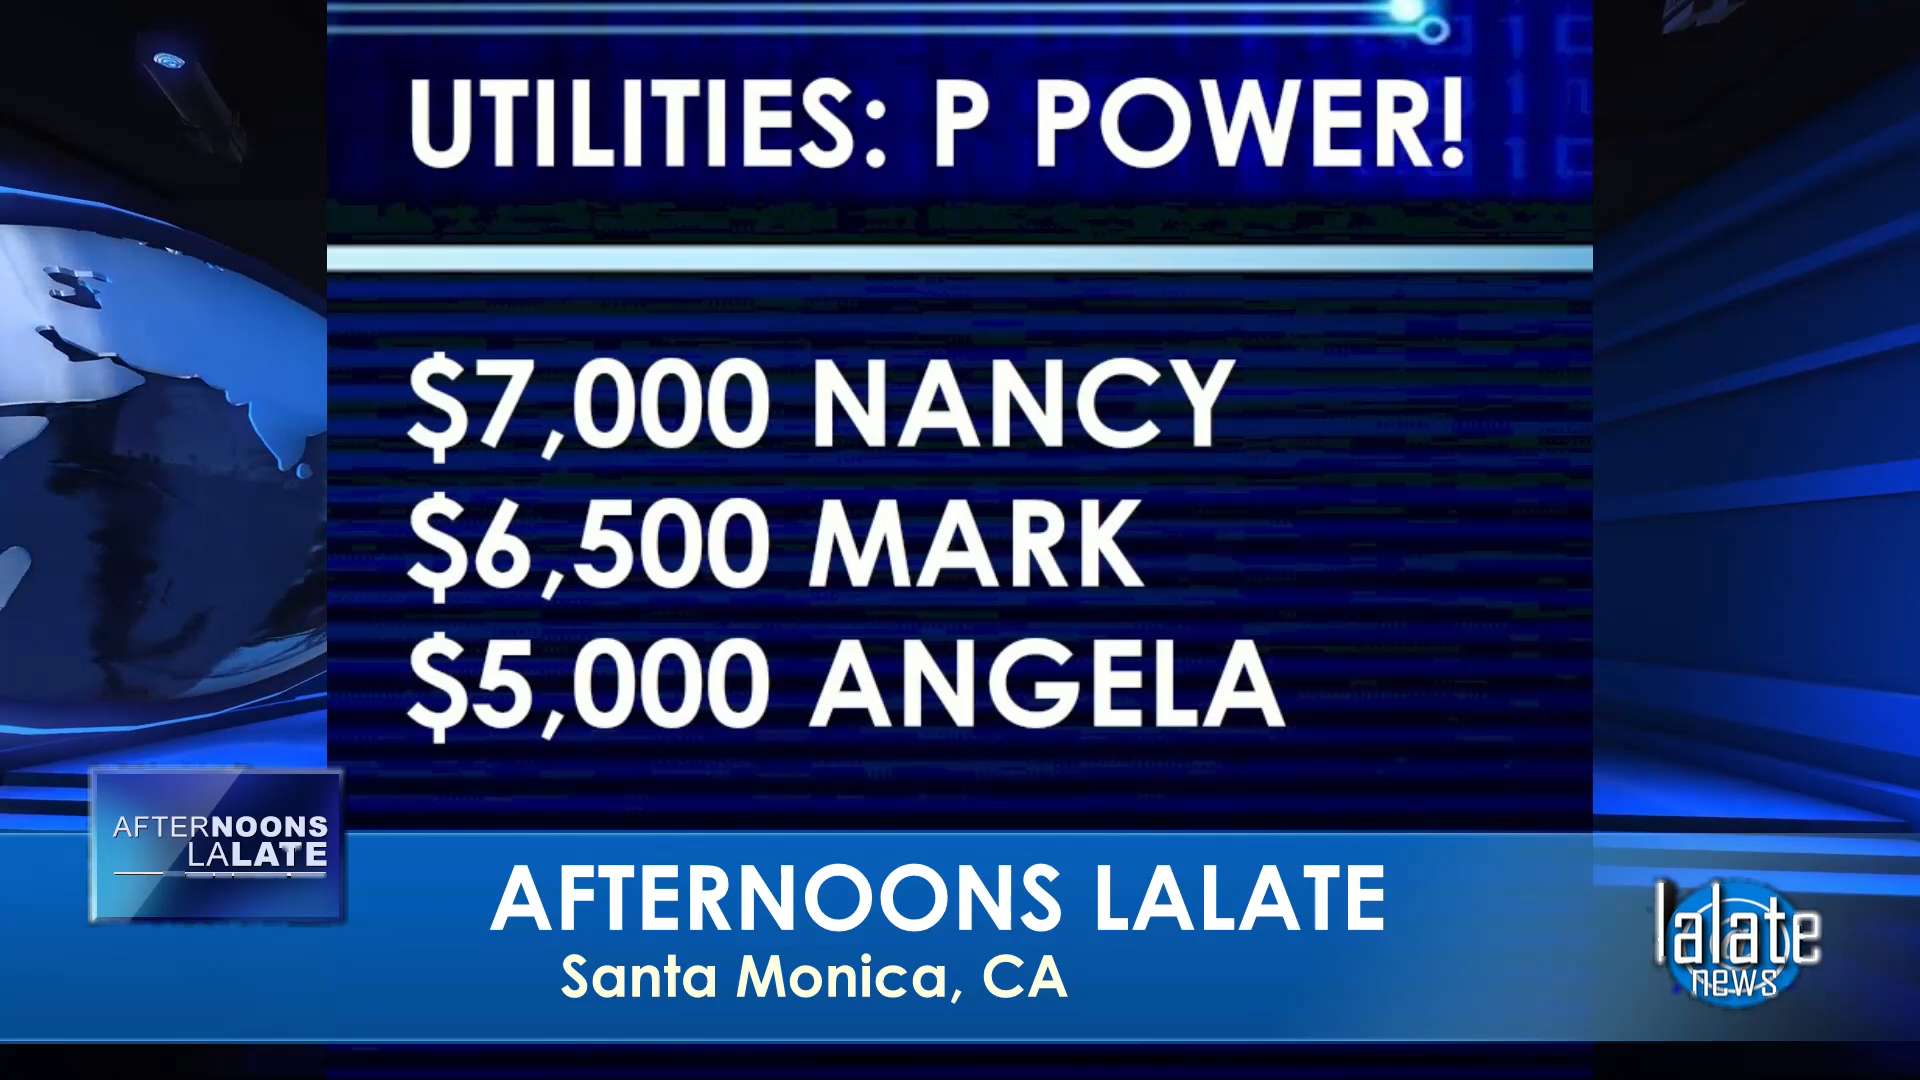 UTILITIES: P POWER!
$7,000 NANCY
$6,500 MARK
$5,000 ANGELA
AFTERNOONS
LALATE
AFTERNOONS LALATE
Santa Monica, CA
lalate
news